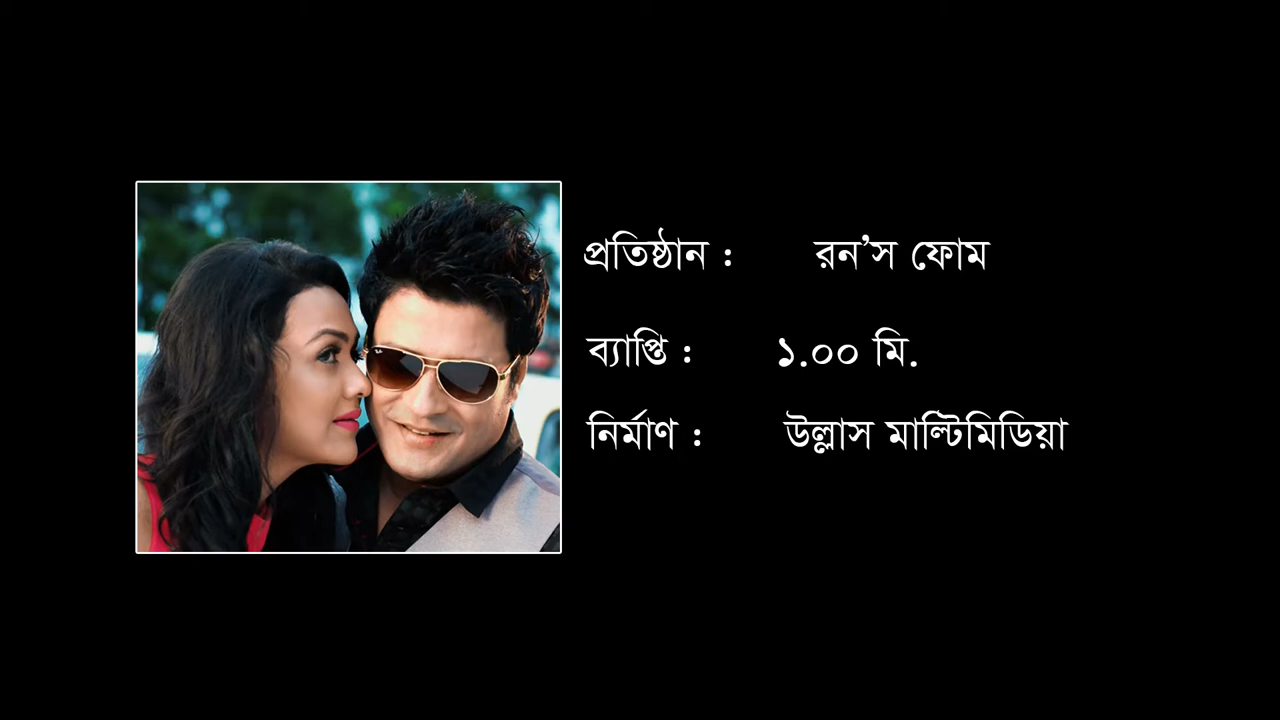 প্রতিষ্ঠান : রন’স ফোম
ব্যাপ্তি : ১.০০ মি.
নির্মাণ : উল্লাস মাল্টিমিডিয়া